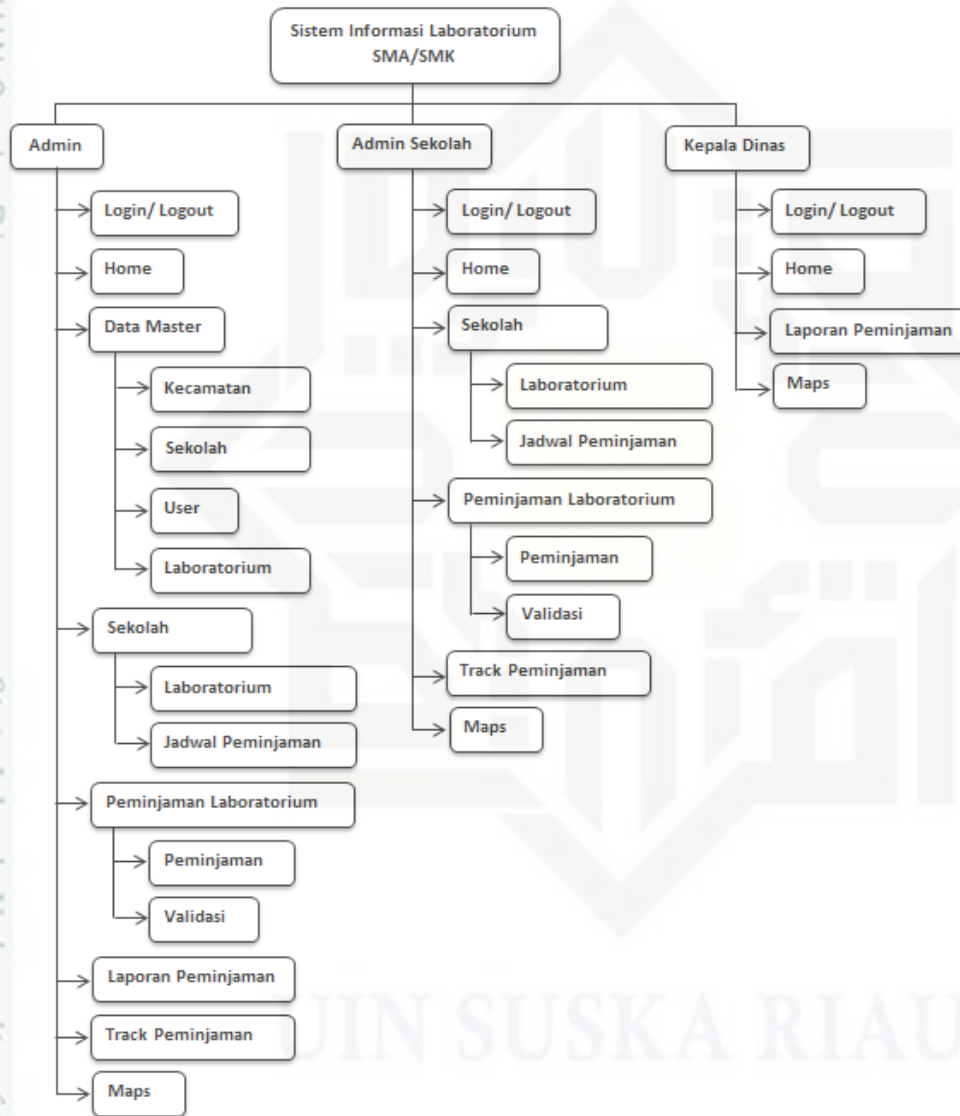 Sistem Informasi Laboratorium
SMA/SMK
Admin
Login/ Logout
Home
Data Master
Kecamatan
Sekolah
User
Laboratorium
Sekolah
Laboratorium
Jadwal Peminjaman
Peminjaman Laboratorium
Peminjaman
Validasi
Laporan Peminjaman
Track Peminjaman
Maps
Admin Sekolah
Login/ Logout
Home
Sekolah
Laboratorium
Jadwal Peminjaman
Peminjaman Laboratorium
Peminjaman
Validasi
Track Peminjaman
Maps
Kepala Dinas
Login/ Logout
Home
Laporan Peminjaman
Maps
UIN SUSKA RIAU